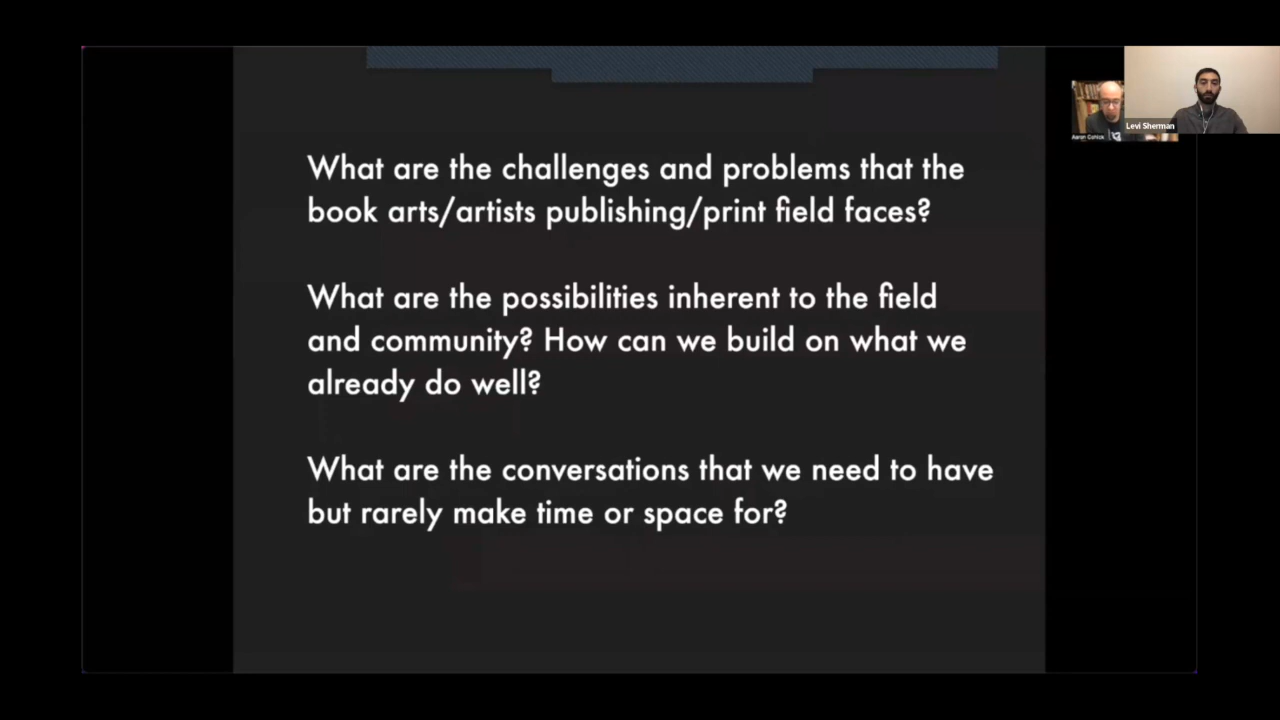 What are the challenges and problems that the
book arts/artists publishing/print field faces?
What are the possibilities inherent to the field
and community? How can we build on what we
already do well?
What are the conversations that we need to have
but rarely make time or space for?
Levi Sherman
Aaron Cohick